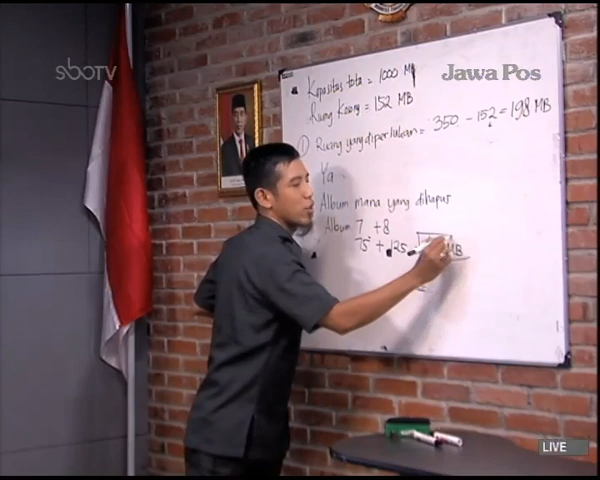 sboTV
Jawa Pos
Kapasitas tota = 1000 MB
Ruang Kosong = 152 MB
① Ruang yang diperlukan = 350 - 152 = 198 MB
Ya
Album mana yang dihapus
Album 7 + 8
75 + 125
MB
LIVE